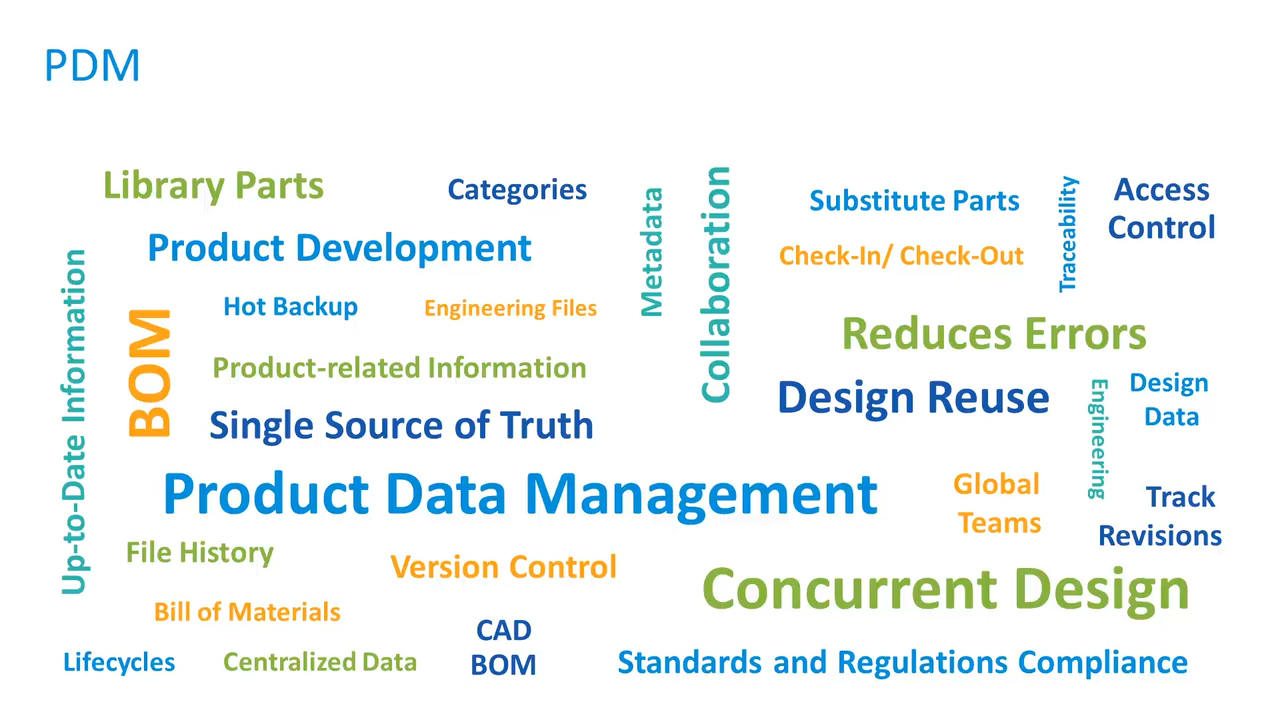 PDM
Library Parts
Categories
Metadata
Collaboration
Substitute Parts
Traceability
Access
Control
Product Development
Check-In/ Check-Out
Up-to-Date Information
BOM
Hot Backup
Engineering Files
Reduces Errors
Product-related Information
Design Reuse
Engineering
Design
Data
Single Source of Truth
Product Data Management
Global
Teams
Track
Revisions
File History
Version Control
Concurrent Design
Bill of Materials
CAD
BOM
Lifecycles
Centralized Data
Standards and Regulations Compliance